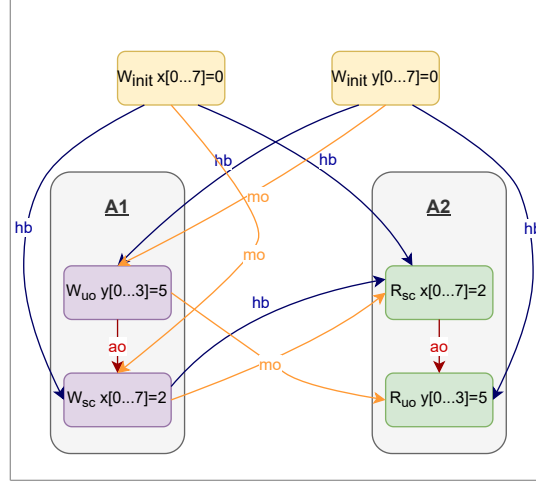 W_init x[0...7]=0
W_init y[0...7]=0
hb
hb
mo
A1
A2
hb
hb
mo
W_uo y[0...3]=5
R_sc x[0...7]=2
hb
ao
ao
mo
W_sc x[0...7]=2
R_uo y[0...3]=5